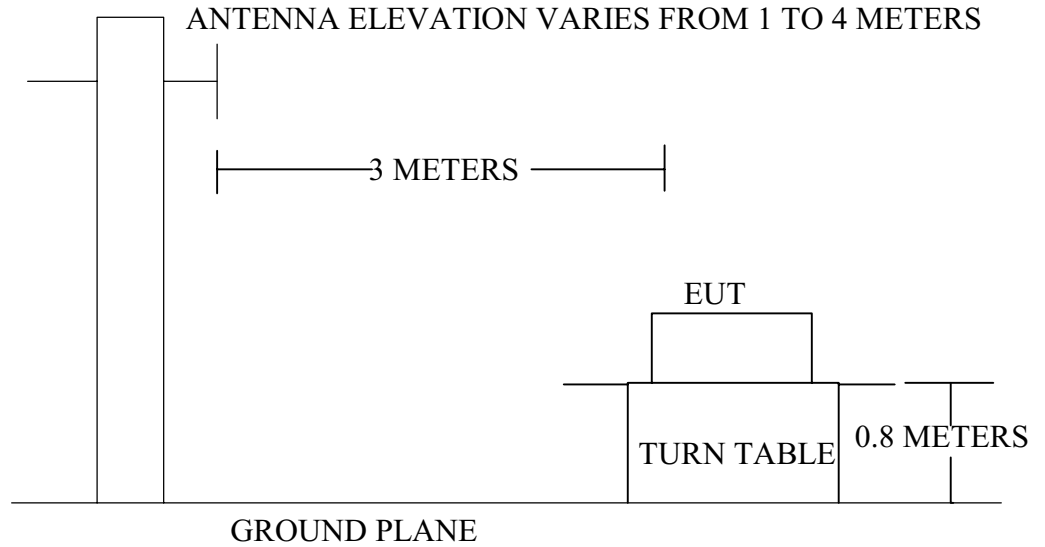 ANTENNA ELEVATION VARIES FROM 1 TO 4 METERS
3 METERS
EUT
0.8 METERS
TURN TABLE
GROUND PLANE